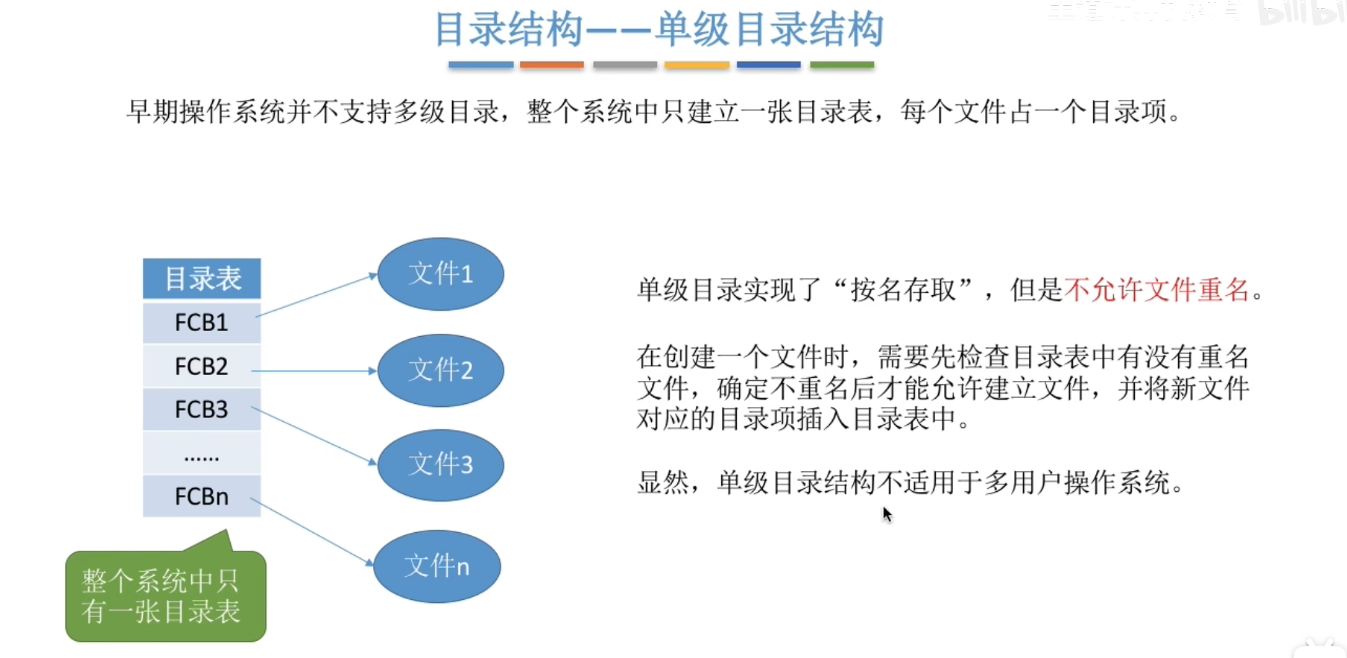 目录结构——单级目录结构
早期操作系统并不支持多级目录，整个系统中只建立一张目录表，每个文件占一个目录项。
目录表
FCB1
FCB2
FCB3
......
FCBn
文件1
文件2
文件3
文件n
整个系统中只
有一张目录表
单级目录实现了“按名存取”，但是不允许文件重名。
在创建一个文件时，需要先检查目录表中有没有重名
文件，确定不重名后才能允许建立文件，并将新文件
对应的目录项插入目录表中。
显然，单级目录结构不适用于多用户操作系统。